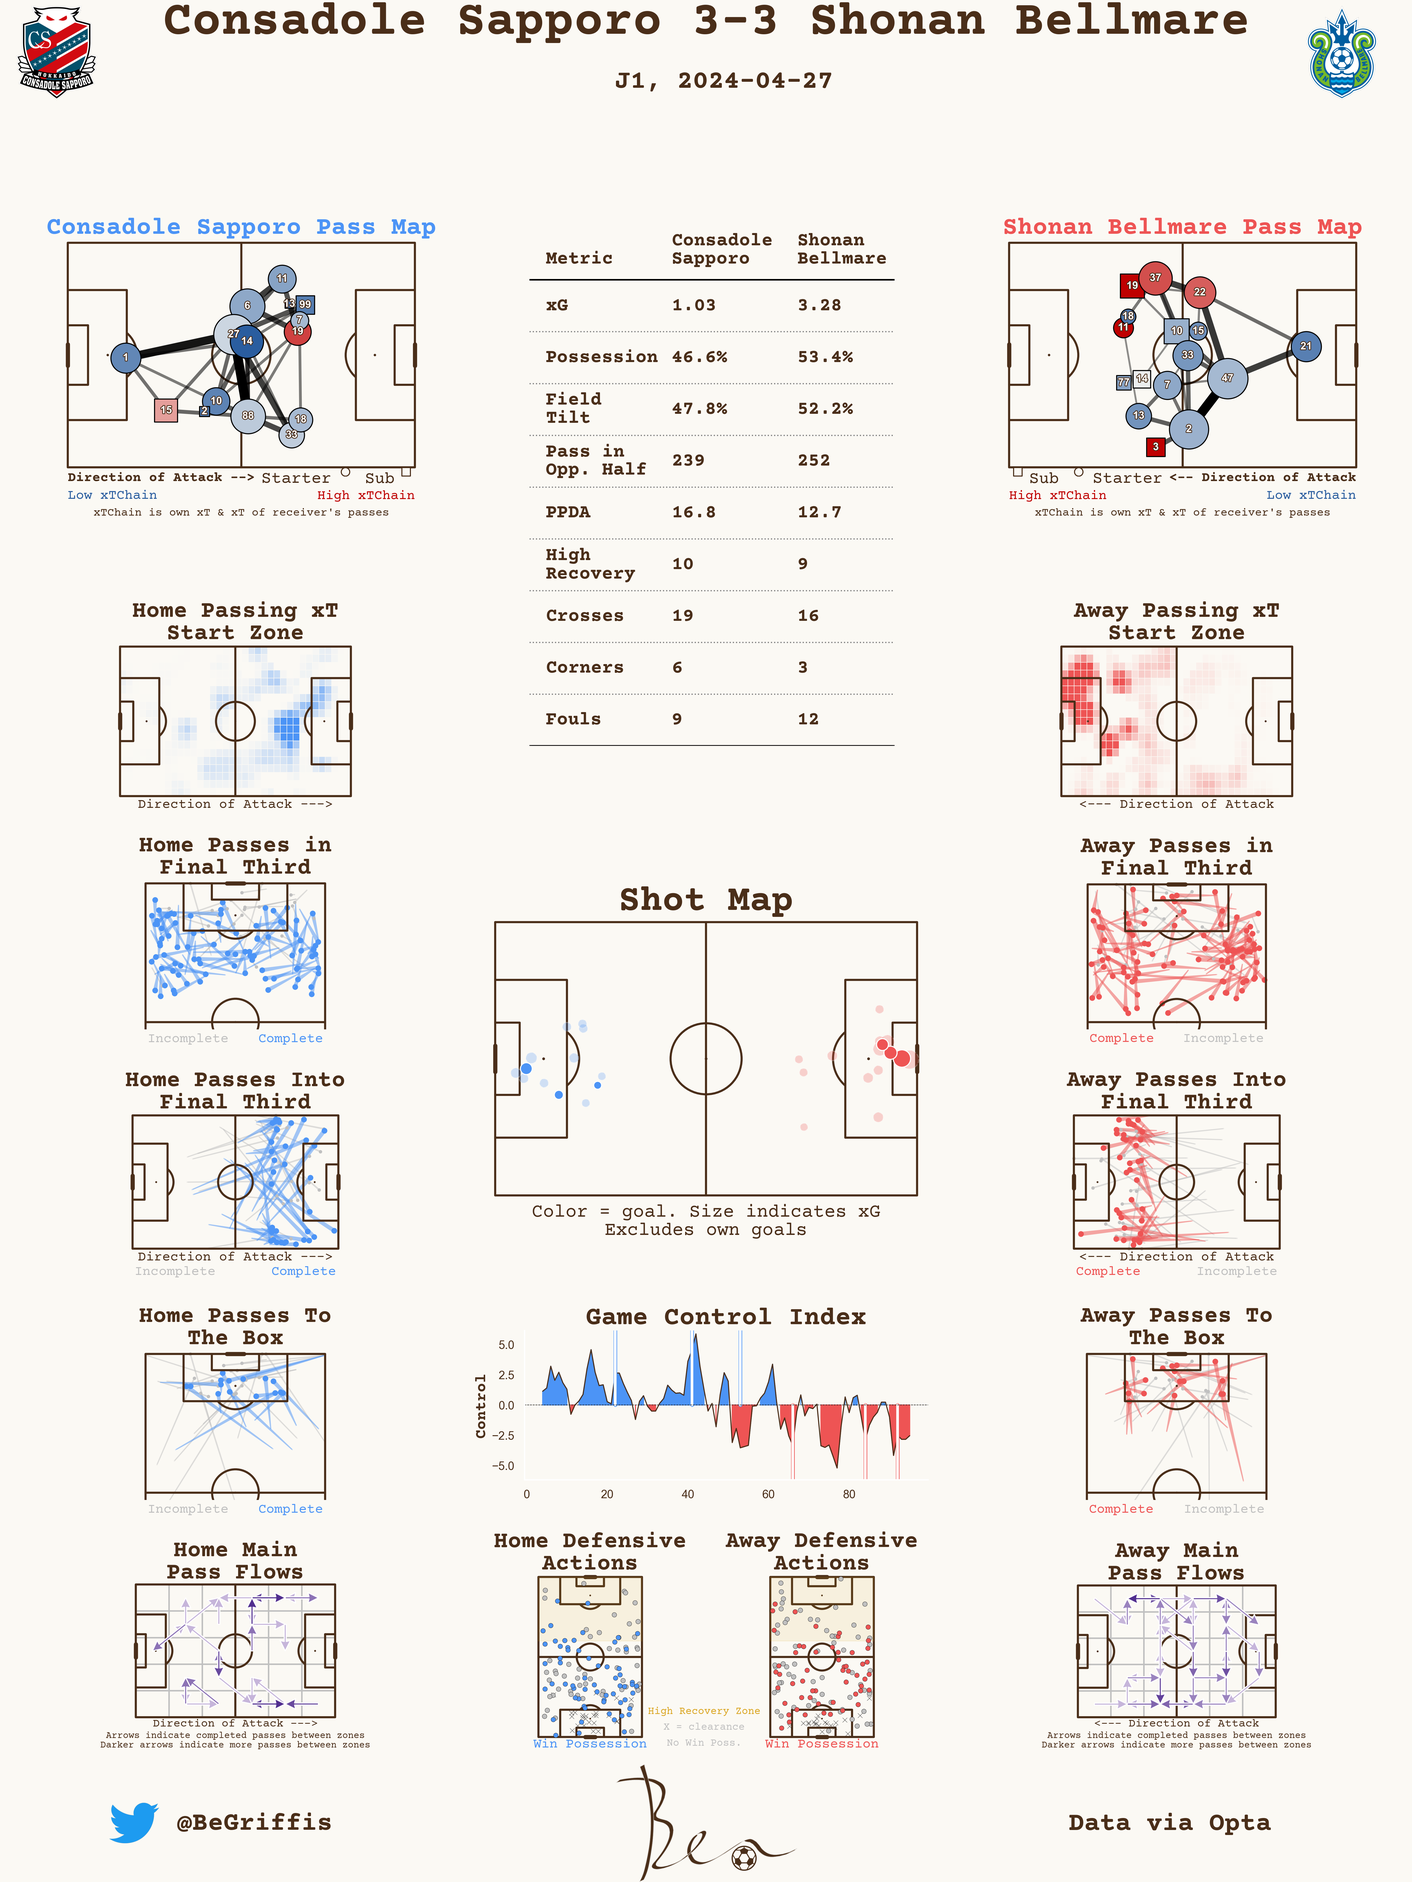 Consadole Sapporo 3-3 Shonan Bellmare
J1, 2024-04-27
CS
HOKKAIDO
CONSADOLE SAPPORO
SHONAN BELLMARE
Consadole Sapporo Pass Map
11
6
13
99
7
19
27
14
1
10
15
2
88
18
33
Direction of Attack --> Starter Sub
Low xTChain High xTChain
xTChain is own xT & xT of receiver's passes
Metric Consadole Sapporo Shonan Bellmare
xG 1.03 3.28
Possession 46.6% 53.4%
Field Tilt 47.8% 52.2%
Pass in Opp. Half 239 252
PPDA 16.8 12.7
High Recovery 10 9
Crosses 19 16
Corners 6 3
Fouls 9 12
Shonan Bellmare Pass Map
37
19
22
18
11
10
15
21
33
77
14
7
47
13
2
3
Sub Starter <-- Direction of Attack
High xTChain Low xTChain
xTChain is own xT & xT of receiver's passes
Home Passing xT
Start Zone
Direction of Attack --->
Away Passing xT
Start Zone
<--- Direction of Attack
Home Passes in
Final Third
Incomplete Complete
Away Passes in
Final Third
Complete Incomplete
Shot Map
Color = goal. Size indicates xG
Excludes own goals
Home Passes Into
Final Third
Direction of Attack --->
Incomplete Complete
Away Passes Into
Final Third
<--- Direction of Attack
Complete Incomplete
Home Passes To
The Box
Incomplete Complete
Game Control Index
Control
5.0
2.5
0.0
−2.5
−5.0
0 20 40 60 80
Away Passes To
The Box
Complete Incomplete
Home Main
Pass Flows
Direction of Attack --->
Arrows indicate completed passes between zones
Darker arrows indicate more passes between zones
Home Defensive
Actions
Win Possession
High Recovery Zone
X = clearance
No Win Poss.
Away Defensive
Actions
Win Possession
Away Main
Pass Flows
<--- Direction of Attack
Arrows indicate completed passes between zones
Darker arrows indicate more passes between zones
@BeGriffis
Ben
Data via Opta